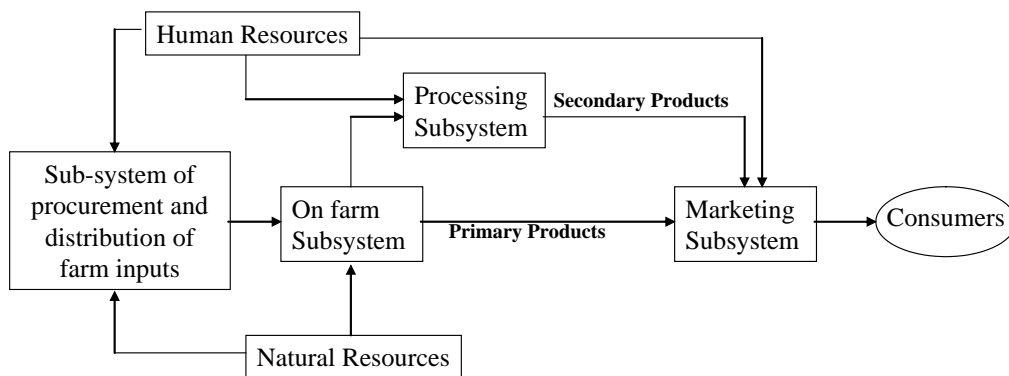 Human Resources
Processing
Subsystem
Secondary Products
Sub-system of
procurement and
distribution of
farm inputs
On farm
Subsystem
Primary Products
Marketing
Subsystem
Consumers
Natural Resources